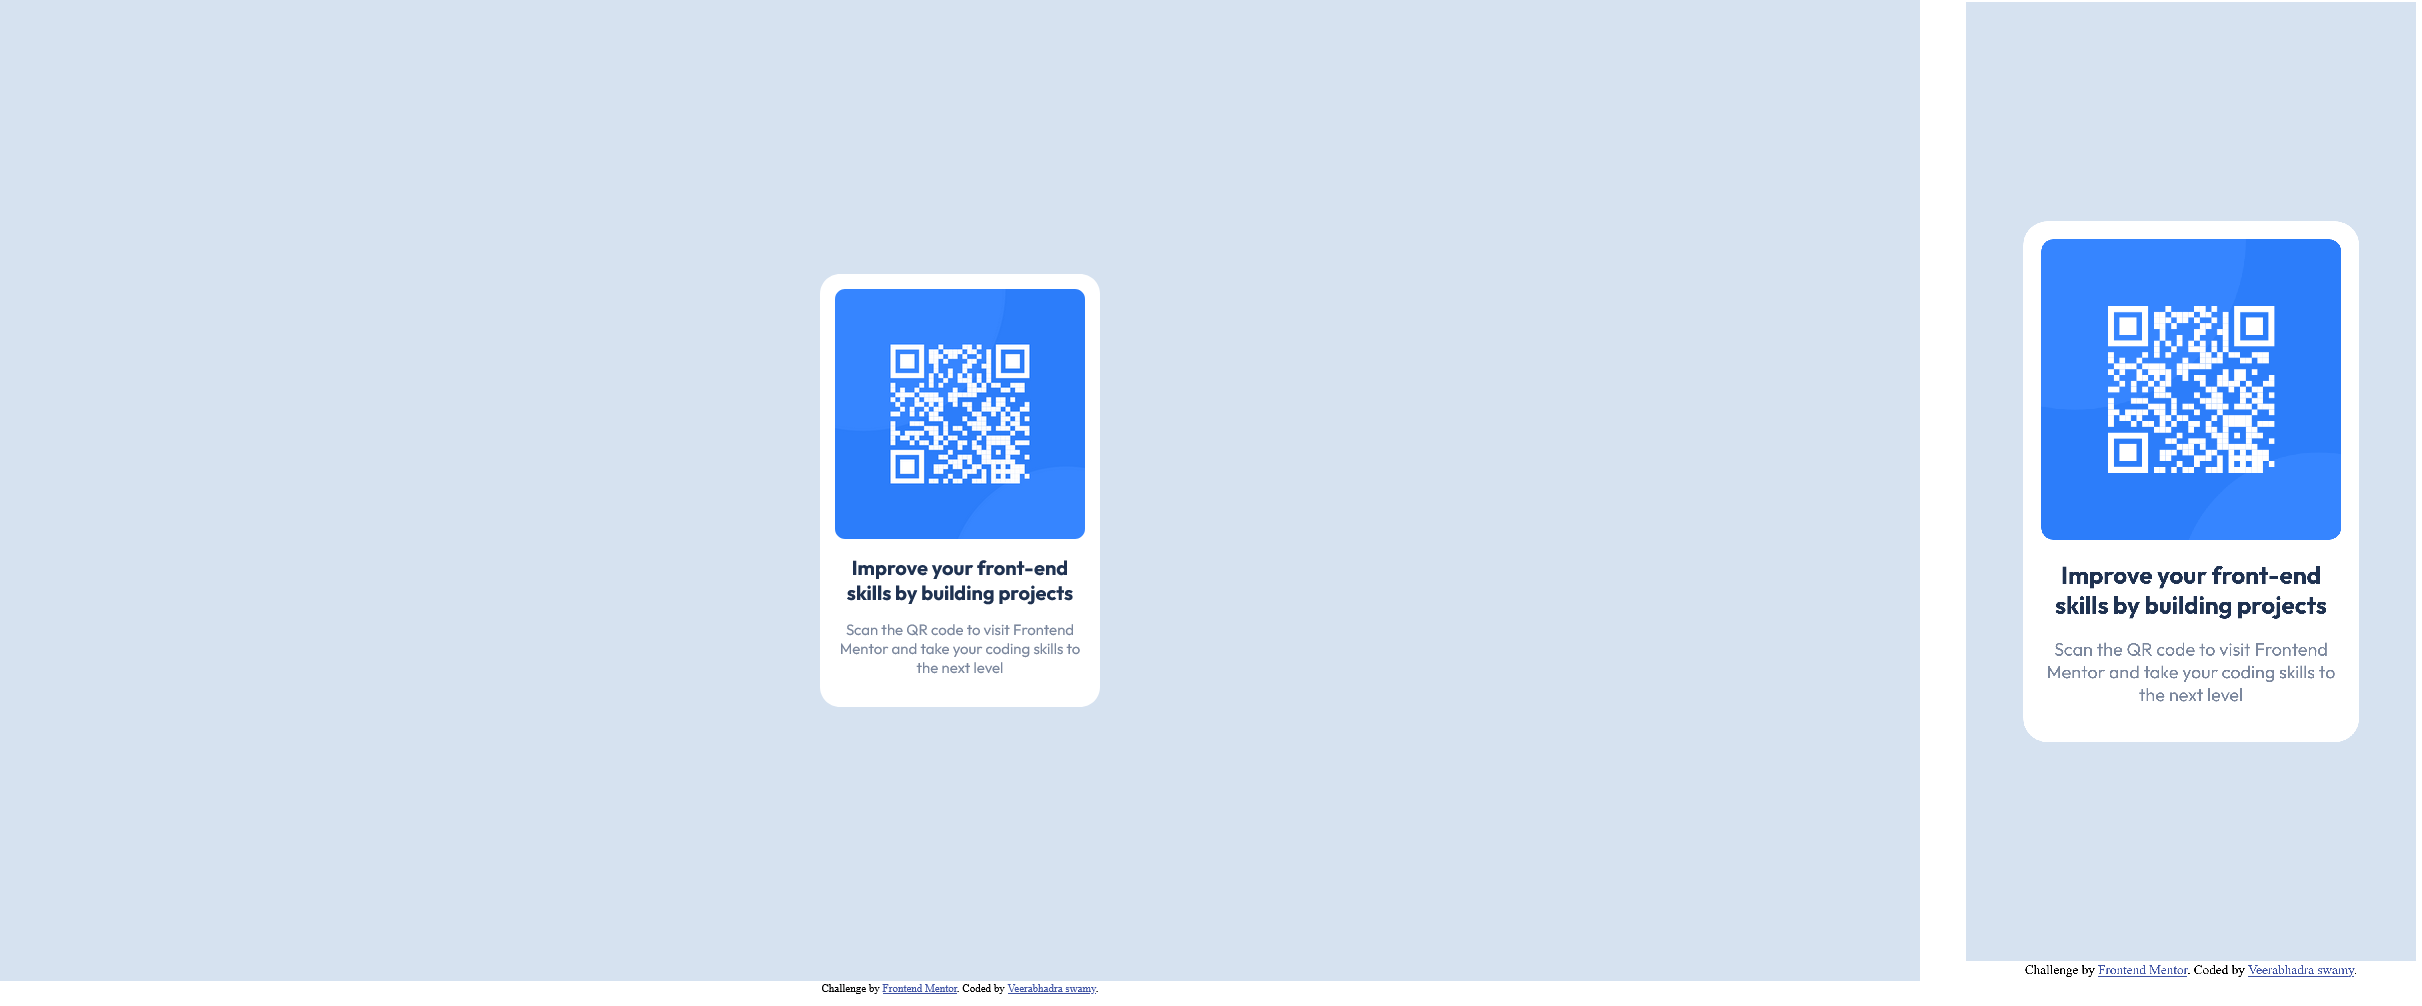 Improve your front-end
skills by building projects
Scan the QR code to visit Frontend
Mentor and take your coding skills to
the next level
Challenge by Frontend Mentor. Coded by Veerabhadra swamy.
Improve your front-end
skills by building projects
Scan the QR code to visit Frontend
Mentor and take your coding skills to
the next level
Challenge by Frontend Mentor. Coded by Veerabhadra swamy.